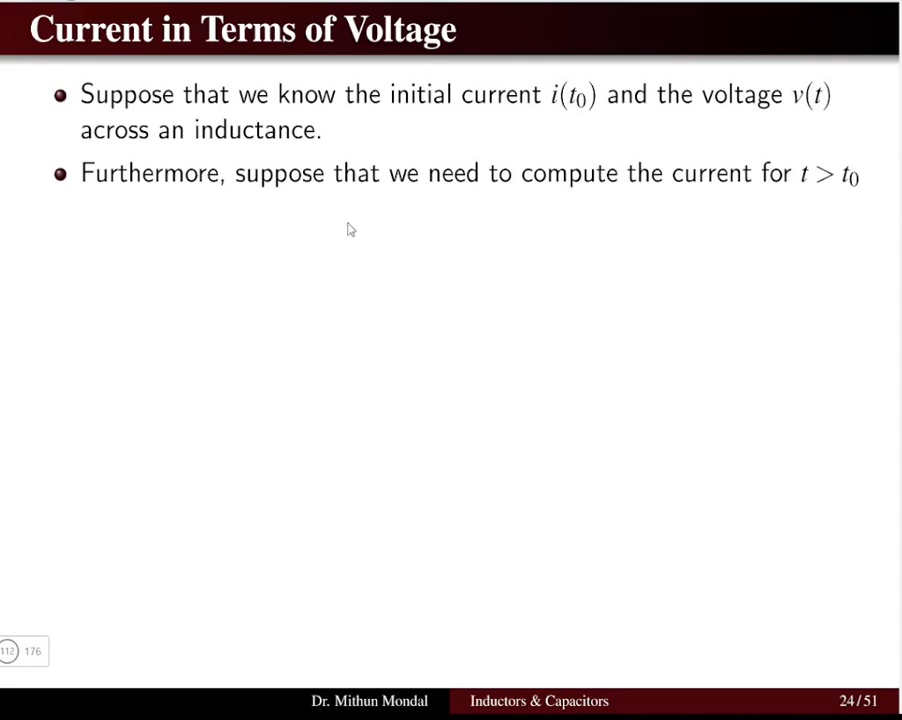 Current in Terms of Voltage
Suppose that we know the initial current i(t₀) and the voltage v(t)
across an inductance.
Furthermore, suppose that we need to compute the current for t > t₀
112 176
Dr. Mithun Mondal Inductors & Capacitors 24/51